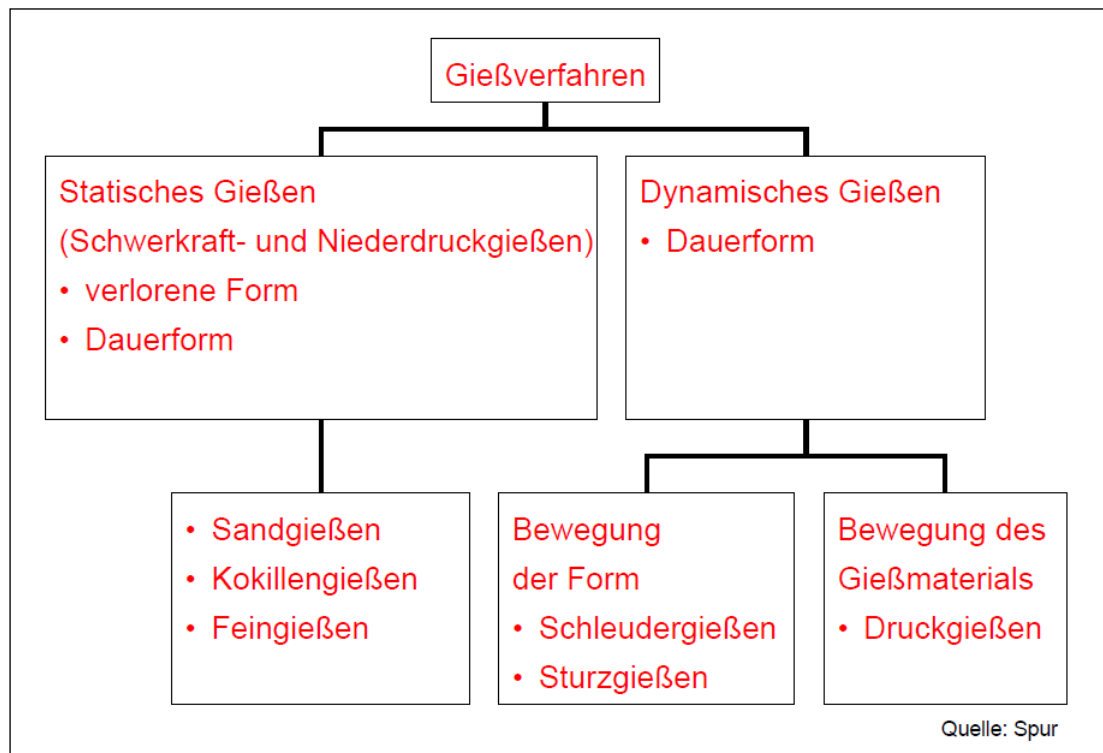 Gießverfahren
Statisches Gießen
(Schwerkraft- und Niederdruckgießen)
• verlorene Form
• Dauerform
Dynamisches Gießen
• Dauerform
• Sandgießen
• Kokillengießen
• Feingießen
Bewegung
der Form
• Schleudergießen
• Sturzgießen
Bewegung des
Gießmaterials
• Druckgießen
Quelle: Spur